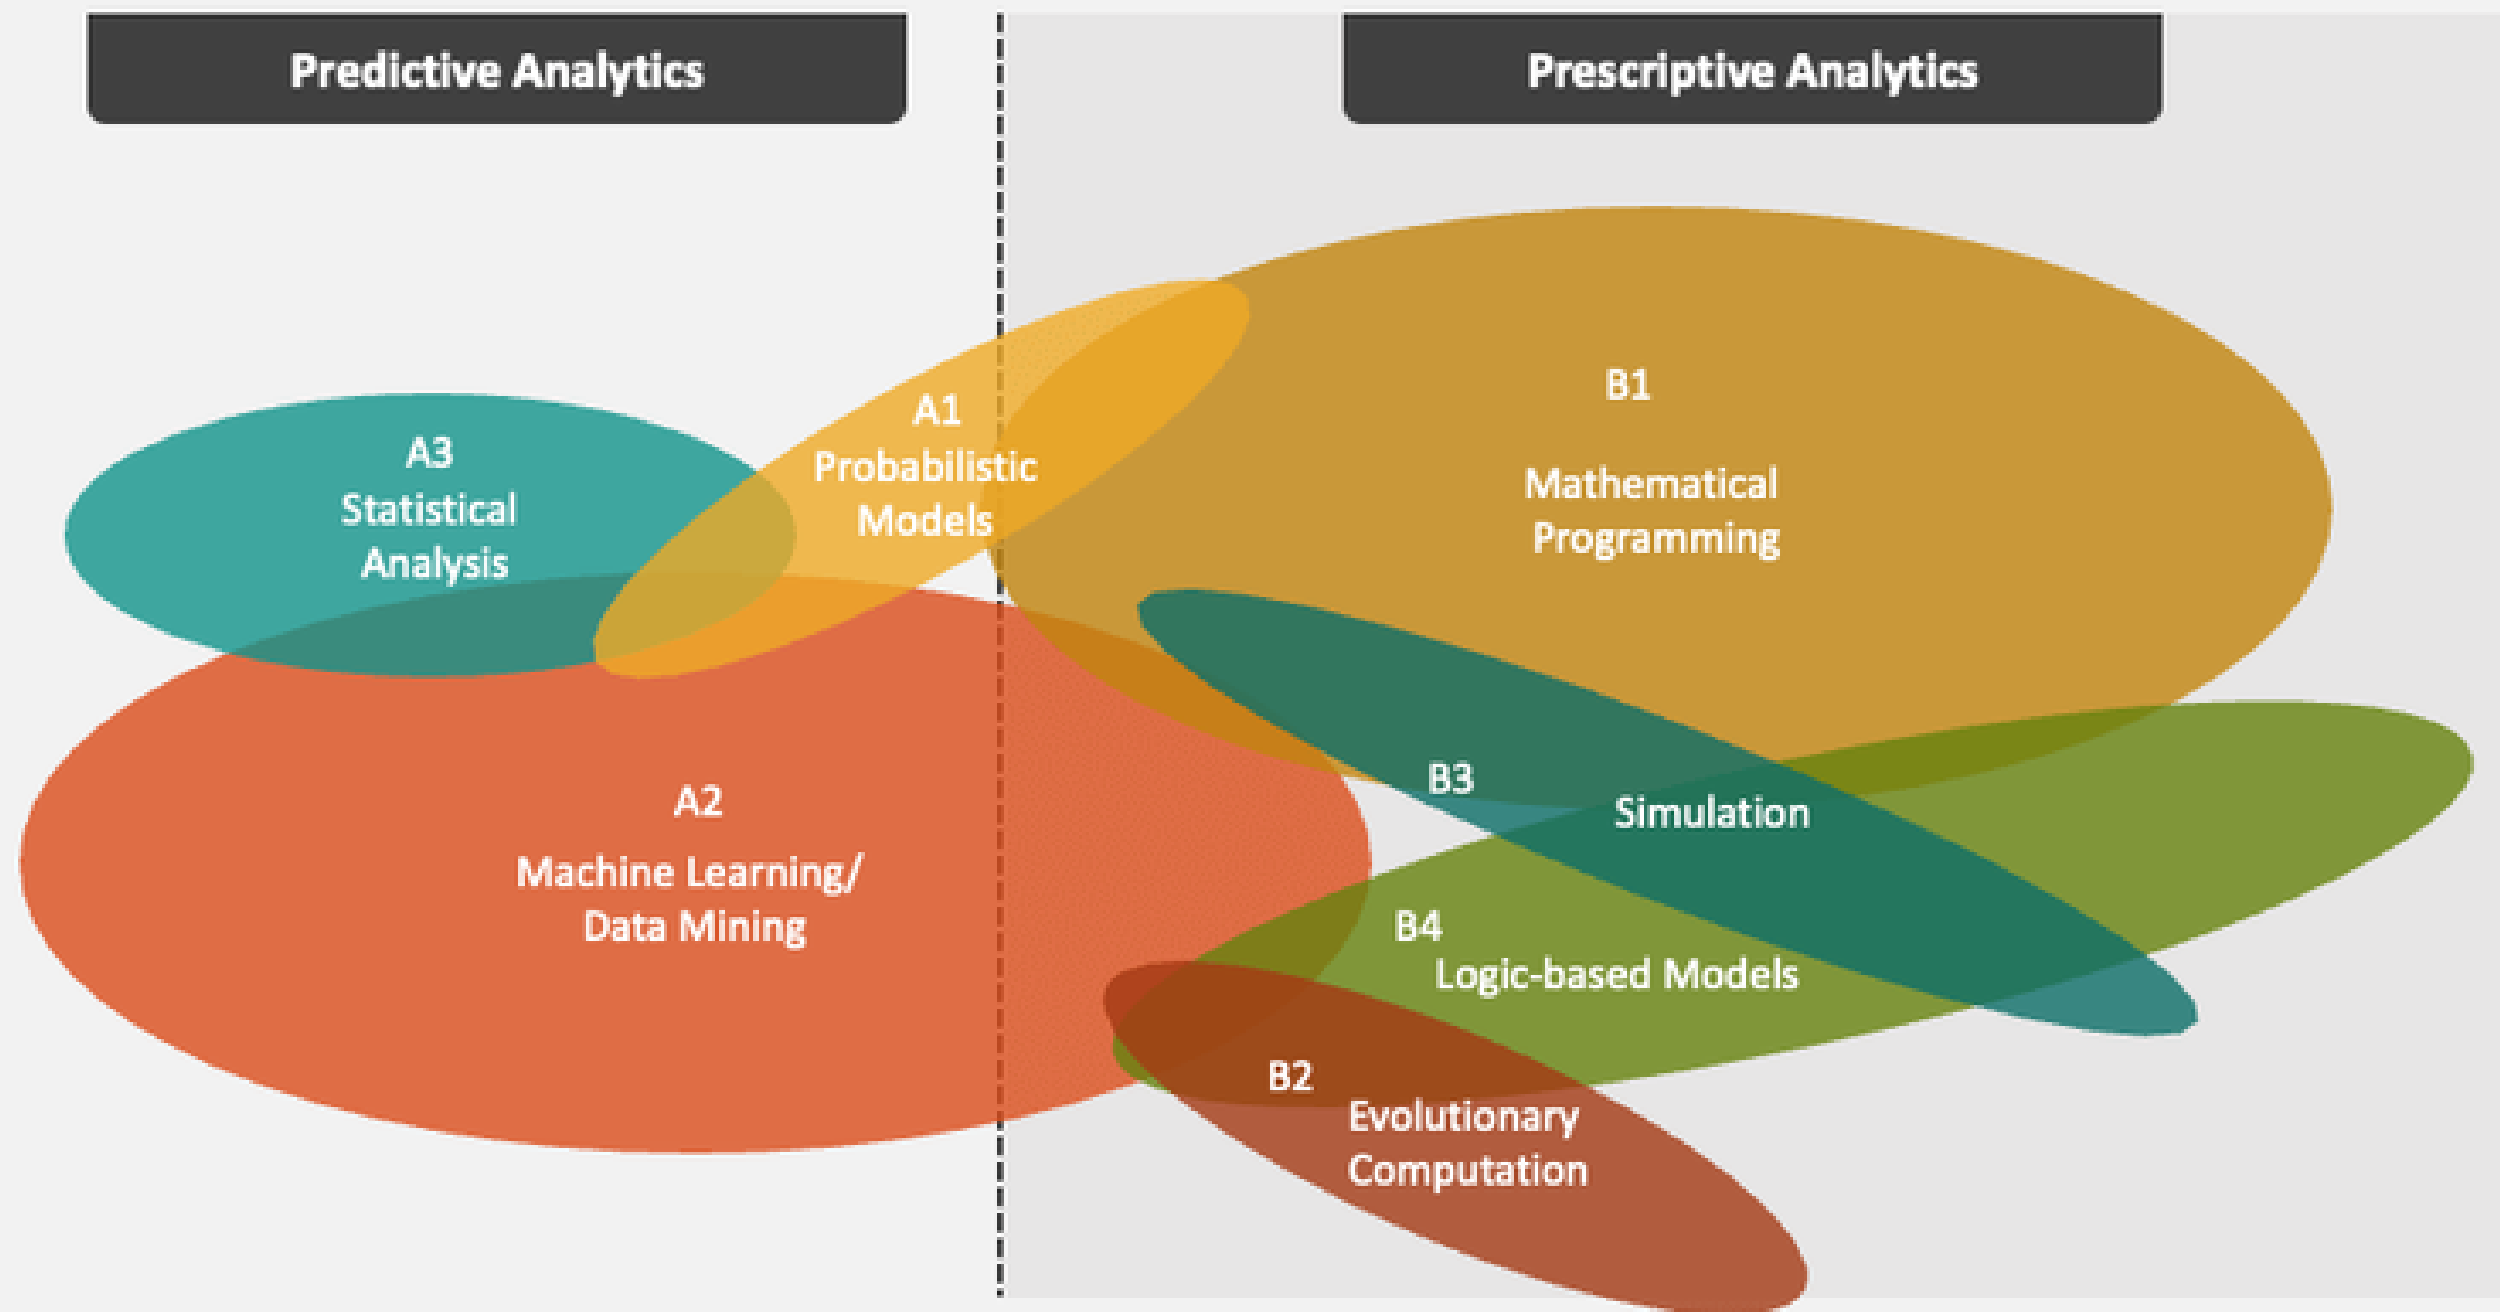 Predictive Analytics
Prescriptive Analytics
A3
Statistical
Analysis
A1
Probabilistic
Models
B1
Mathematical
Programming
A2
Machine Learning/
Data Mining
B3
Simulation
B4
Logic-based Models
B2
Evolutionary
Computation